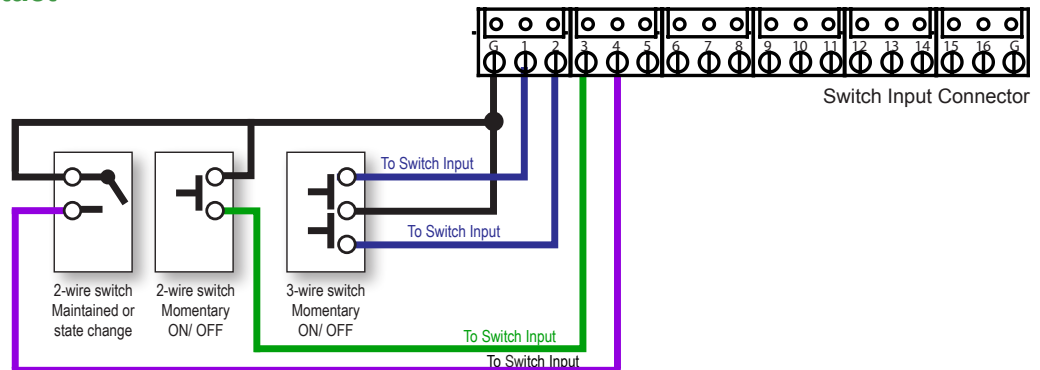 G 1 2 3 4 5 6 7 8 9 10 11 12 13 14 15 16 G
Switch Input Connector
To Switch Input
To Switch Input
2-wire switch
Maintained or
state change
2-wire switch
Momentary
ON/ OFF
3-wire switch
Momentary
ON/ OFF
To Switch Input
To Switch Input